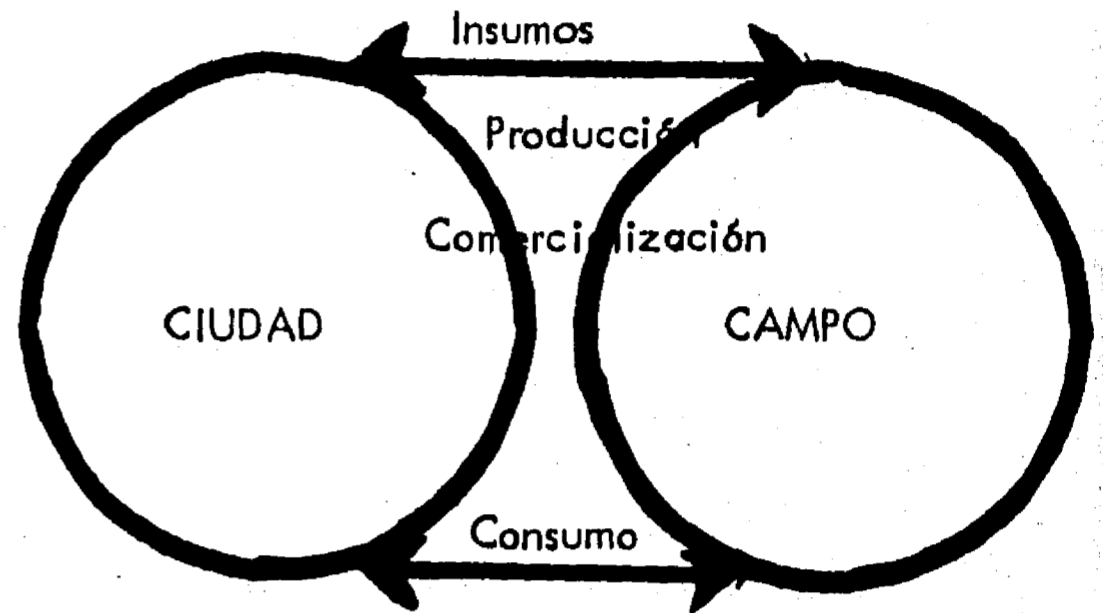 Insumos
Producción
Comercialización
CIUDAD CAMPO
Consumo